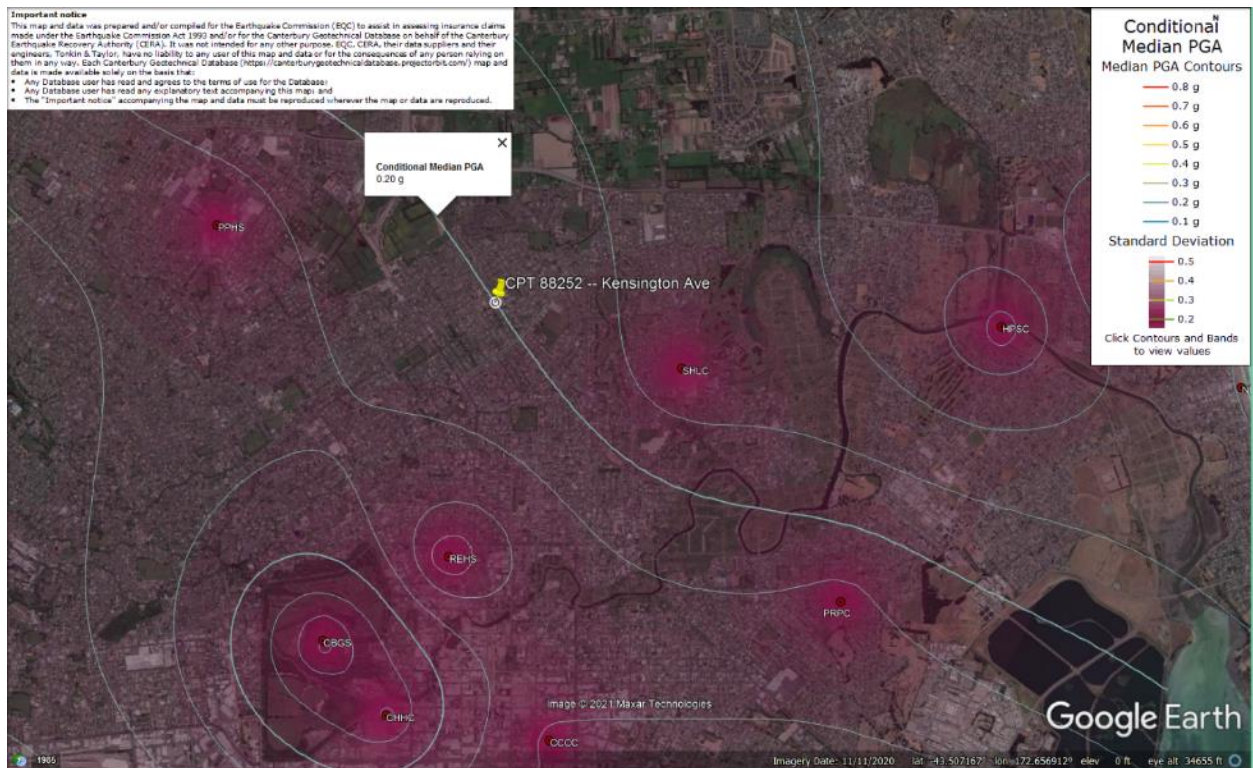 Important notice
This map and data was prepared and/or compiled for the Earthquake Commission (EQC) to assist in assessing insurance claims
made under the Earthquake Commission Act 1993 and/or for the Canterbury Geotechnical Database on behalf of the Canterbury
Earthquake Recovery Authority (CERA). It was not intended for any other purpose. EQC, CERA, their data suppliers and their
engineers, Tonkin & Taylor, have no liability to any user of this map and data or for the consequences of any person relying on
them in any way. Each Canterbury Geotechnical Database (https://canterburygeotechnicaldatabase.projectorbit.com/) map and
data is made available solely on the basis that:
• Any Database user has read and agrees to the terms of use for the Database;
• Any Database user has read any explanatory text accompanying this map; and
• The "Important notice" accompanying the map and data must be reproduced wherever the map or data are reproduced.
N
Conditional
Median PGA
Median PGA Contours
0.8 g
0.7 g
0.6 g
0.5 g
0.4 g
0.3 g
0.2 g
0.1 g
Standard Deviation
0.5
0.4
0.3
0.2
Click Contours and Bands
to view values
Conditional Median PGA
0.20 g
PPHS
CPT 88252 -- Kensington Ave
HPSC
SHLC
REHS
PRPC
CBGS
CHHC
CCCC
Image © 2021 Maxar Technologies
Google Earth
1985
Imagery Date: 11/11/2020 lat -43.507167° lon 172.656912° elev 0 ft eye alt 34655 ft